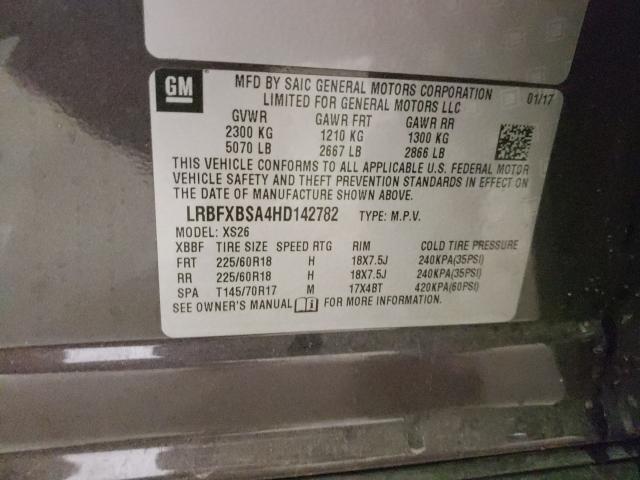 GM
MFD BY SAIC GENERAL MOTORS CORPORATION
LIMITED FOR GENERAL MOTORS LLC
01/17
GVWR GAWR FRT GAWR RR
2300 KG 1210 KG 1300 KG
5070 LB 2667 LB 2866 LB
THIS VEHICLE CONFORMS TO ALL APPLICABLE U.S. FEDERAL MOTOR
VEHICLE SAFETY AND THEFT PREVENTION STANDARDS IN EFFECT ON
THE DATE OF MANUFACTURE SHOWN ABOVE.
LRBFXBSA4HD142782 TYPE: M.P.V.
MODEL: XS26
XBBF TIRE SIZE SPEED RTG RIM COLD TIRE PRESSURE
FRT 225/60R18 H 18X7.5J 240KPA(35PSI)
RR 225/60R18 H 18X7.5J 240KPA(35PSI)
SPA T145/70R17 M 17X4BT 420KPA(60PSI)
SEE OWNER'S MANUAL FOR MORE INFORMATION.